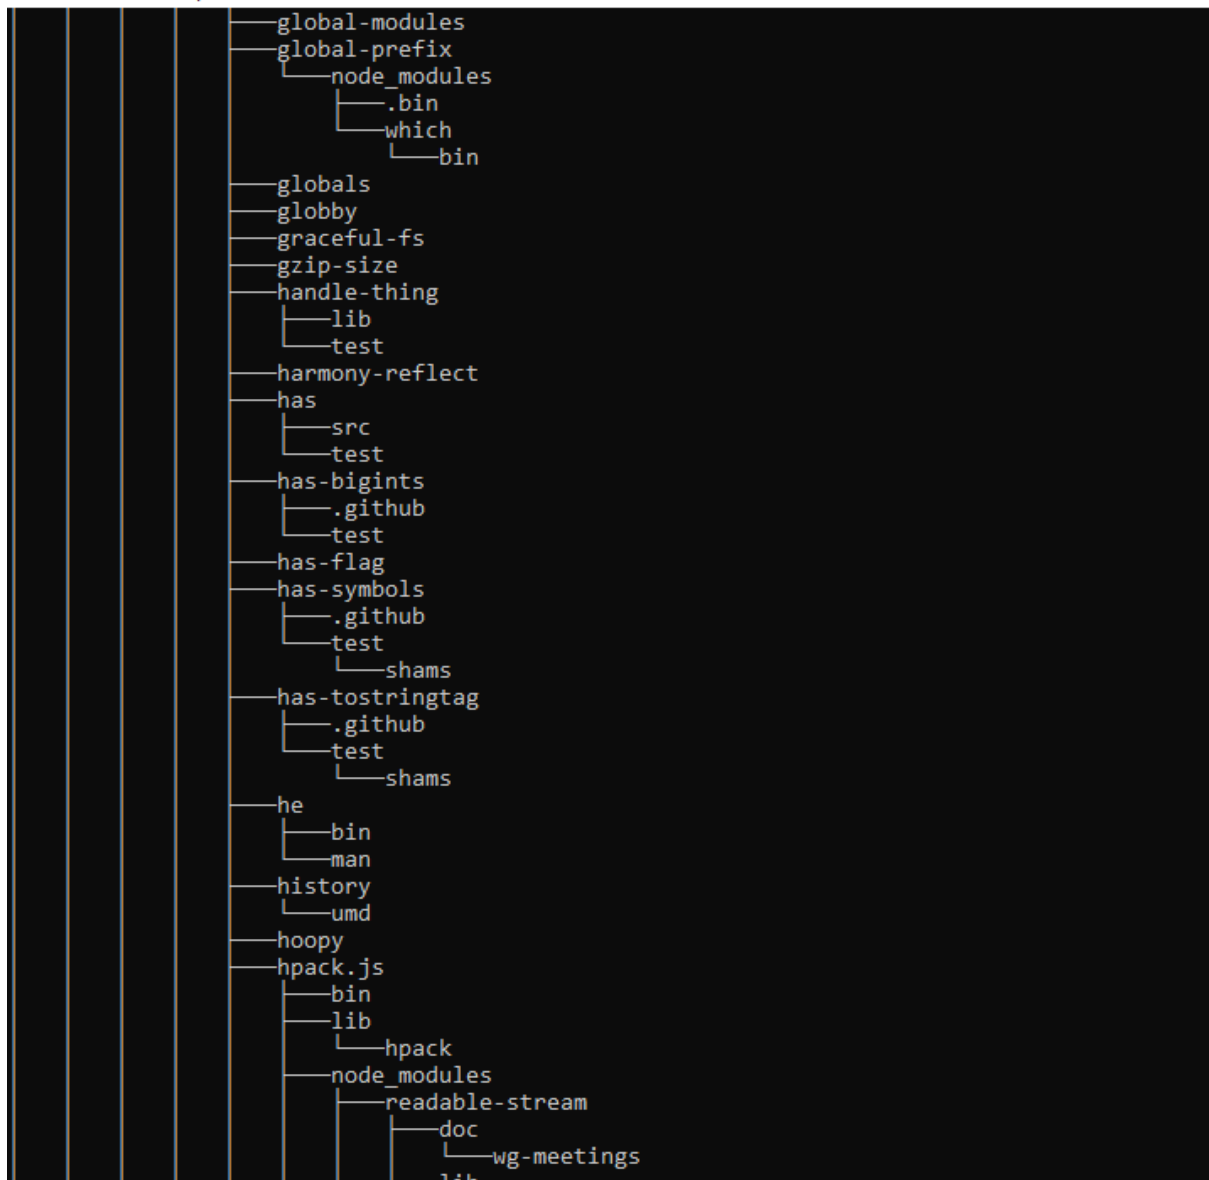 global-modules
global-prefix
node_modules
.bin
which
bin
globals
globby
graceful-fs
gzip-size
handle-thing
lib
test
harmony-reflect
has
src
test
has-bigints
.github
test
has-flag
has-symbols
.github
test
shams
has-tostringtag
.github
test
shams
he
bin
man
history
umd
hoopy
hpack.js
bin
lib
hpack
node_modules
readable-stream
doc
wg-meetings